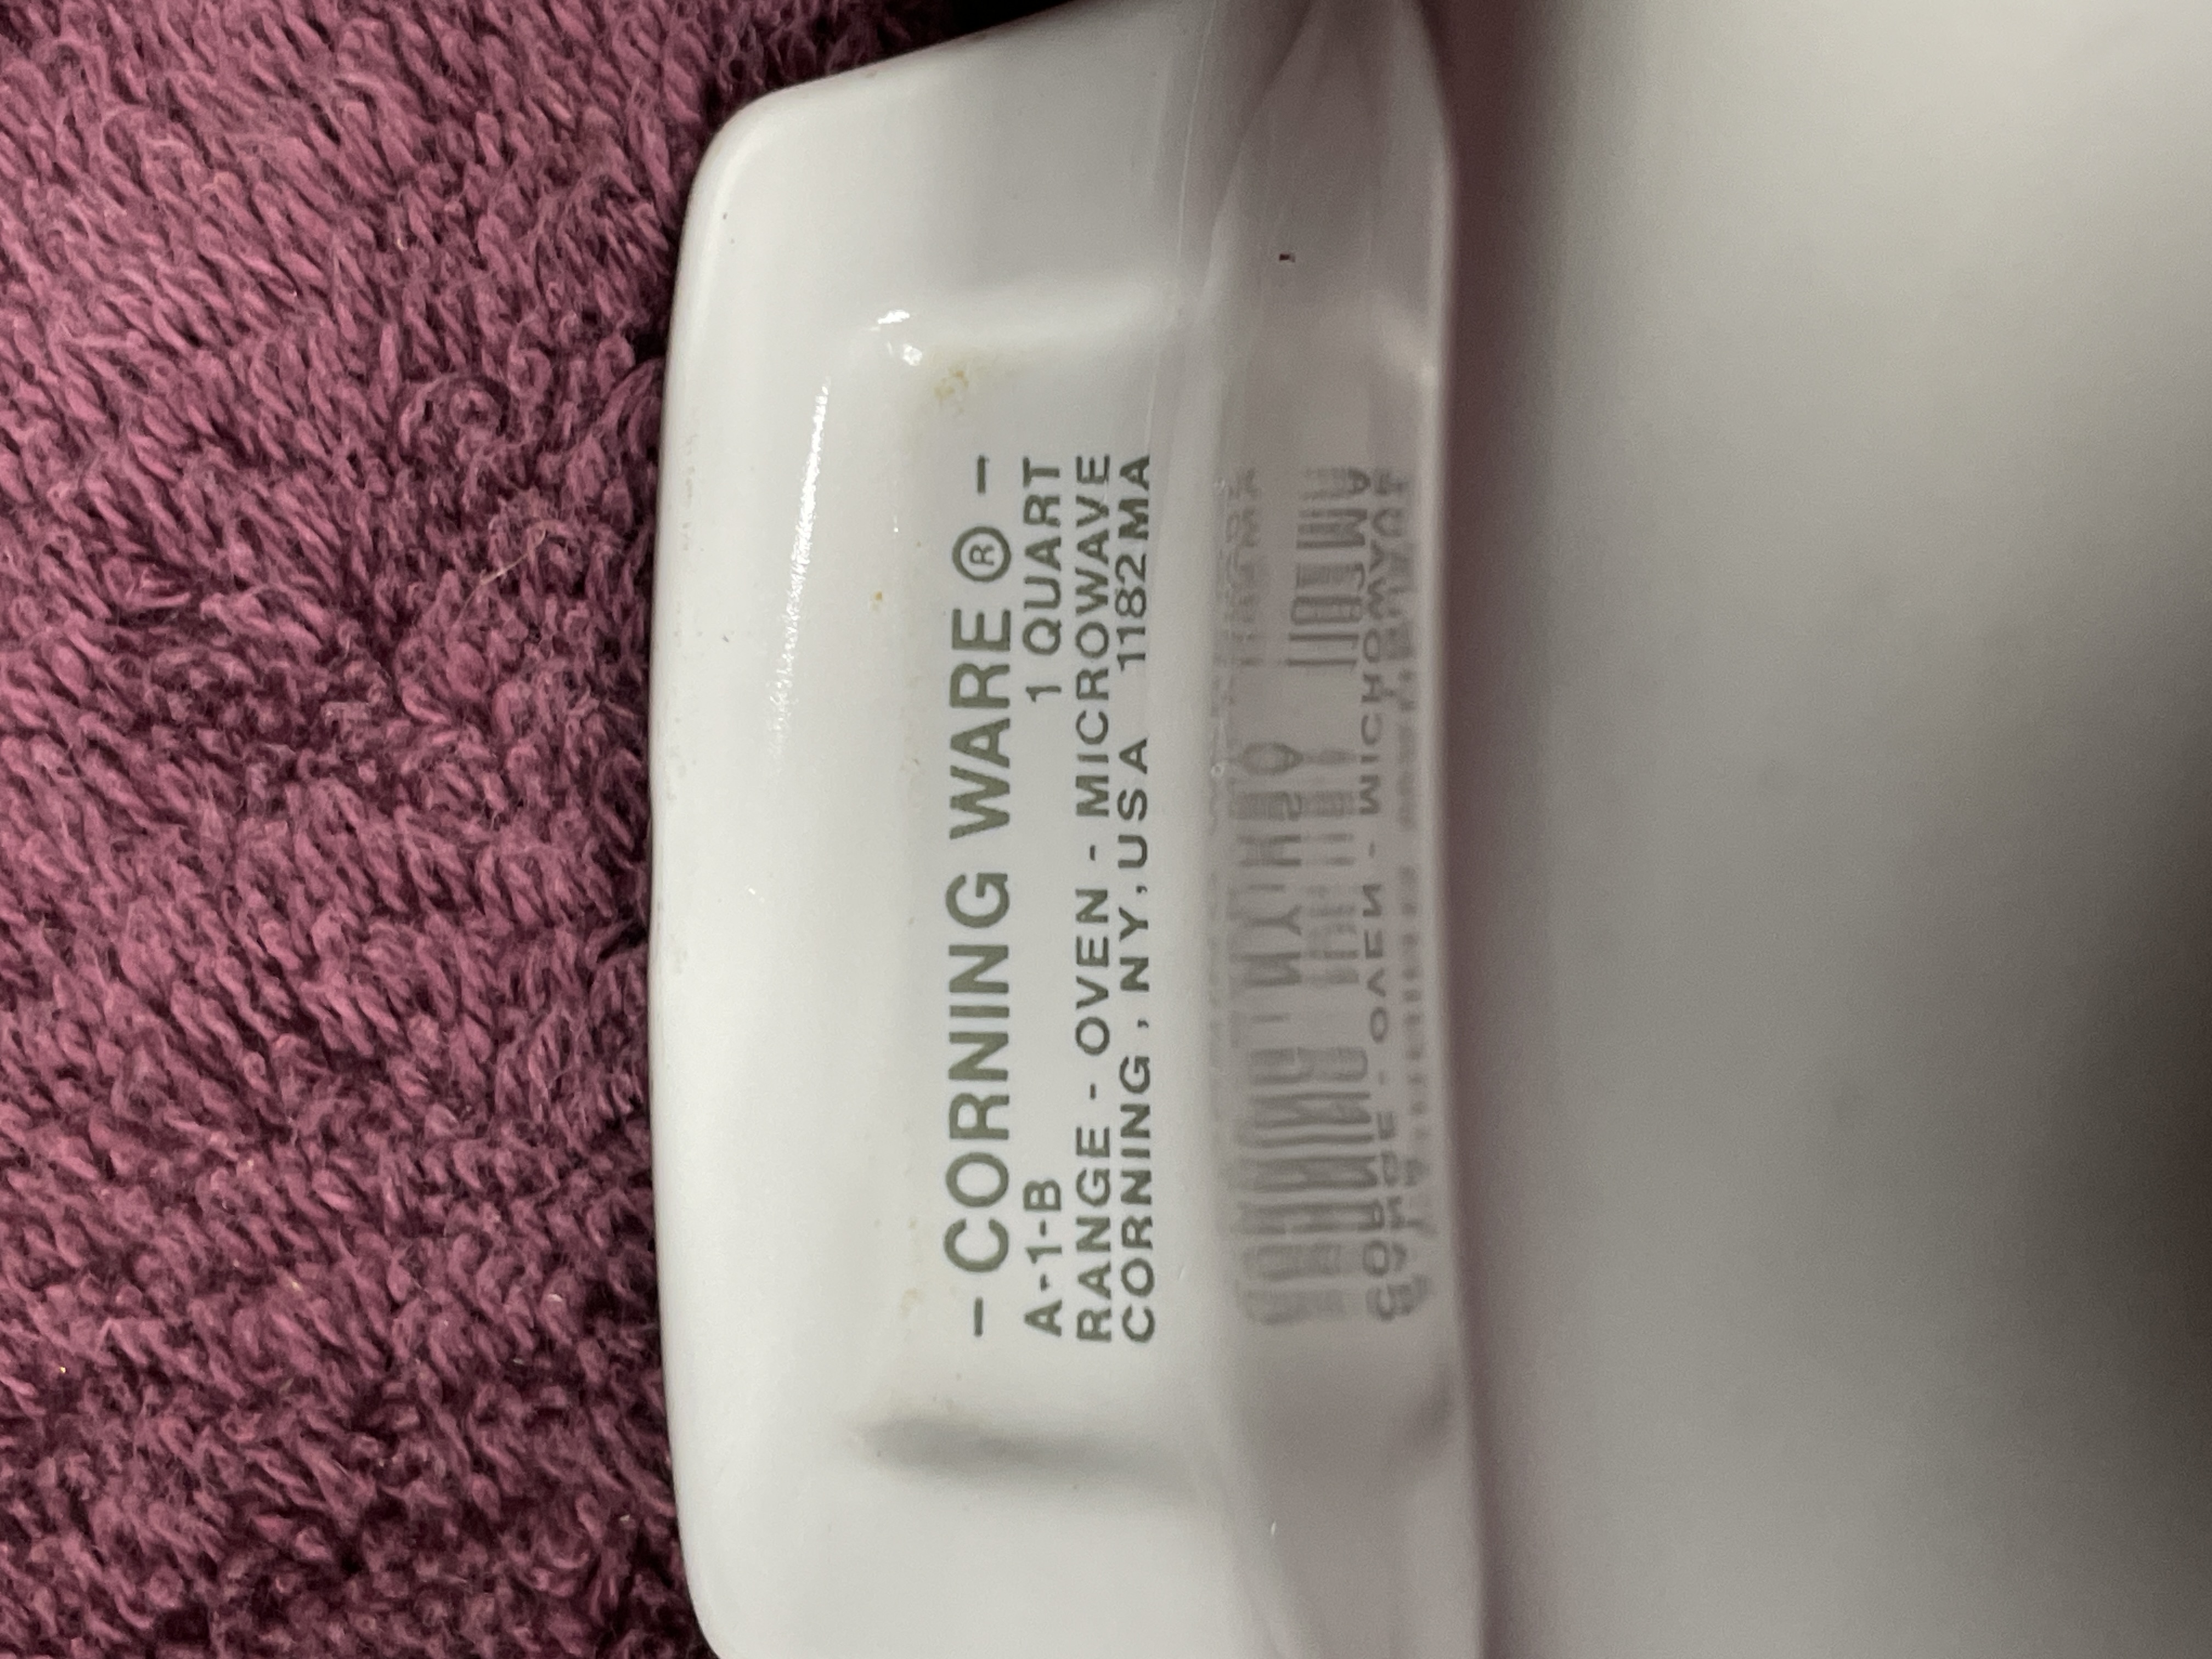 - CORNING WARE ® -
A-1-B 1 QUART
RANGE - OVEN - MICROWAVE
CORNING, NY, USA 1182MA